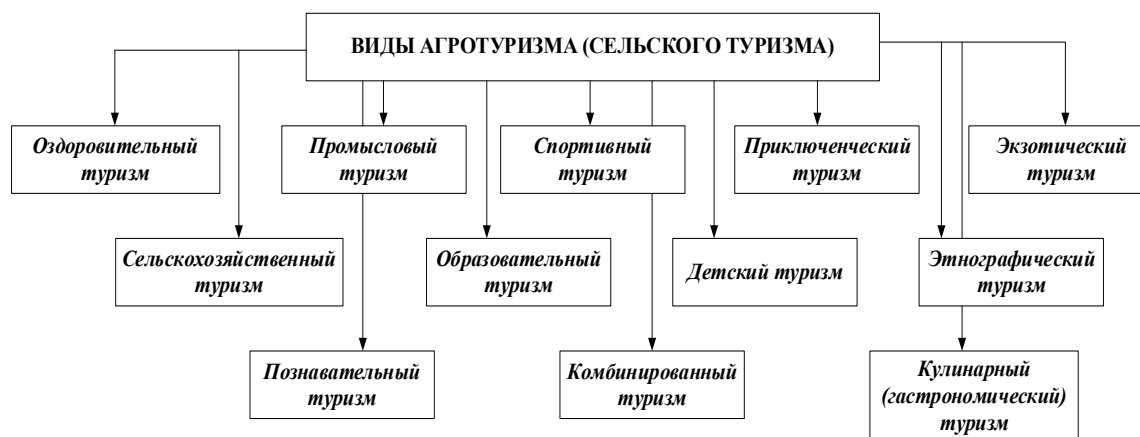 ВИДЫ АГРОТУРИЗМА (СЕЛЬСКОГО ТУРИЗМА)
Оздоровительный
туризм
Промысловый
туризм
Спортивный
туризм
Приключенческий
туризм
Экзотический
туризм
Сельскохозяйственный
туризм
Образовательный
туризм
Детский туризм
Этнографический
туризм
Познавательный
туризм
Комбинированный
туризм
Кулинарный
(гастрономический)
туризм